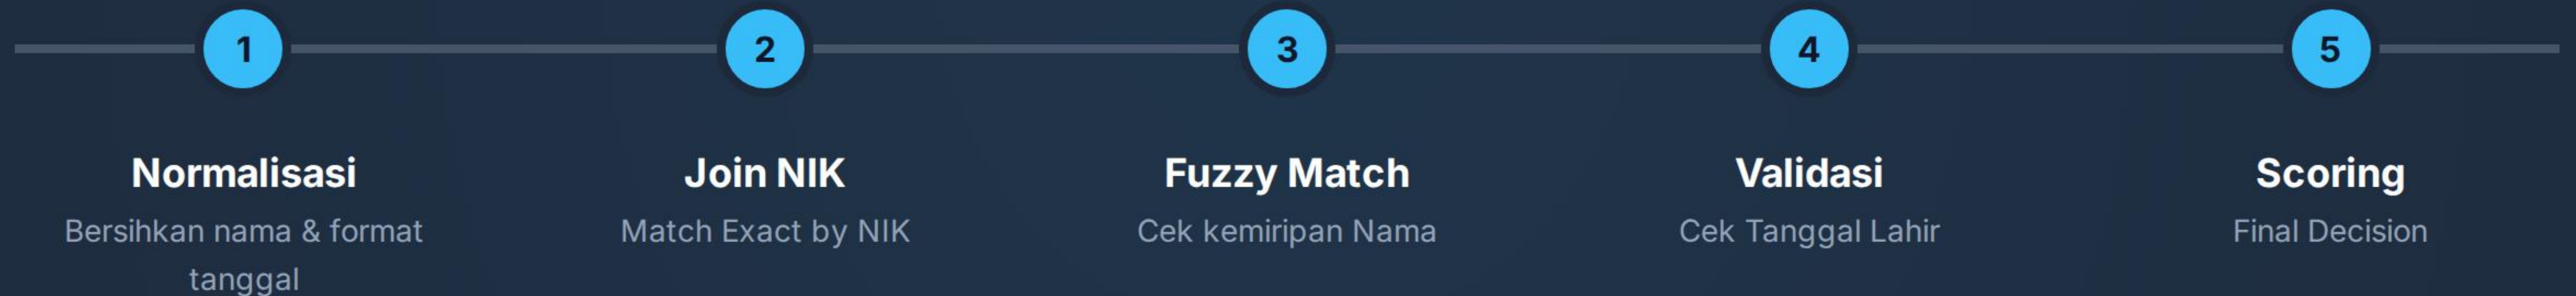 1
2
3
4
5
Normalisasi
Bersihkan nama & format
tanggal
Join NIK
Match Exact by NIK
Fuzzy Match
Cek kemiripan Nama
Validasi
Cek Tanggal Lahir
Scoring
Final Decision